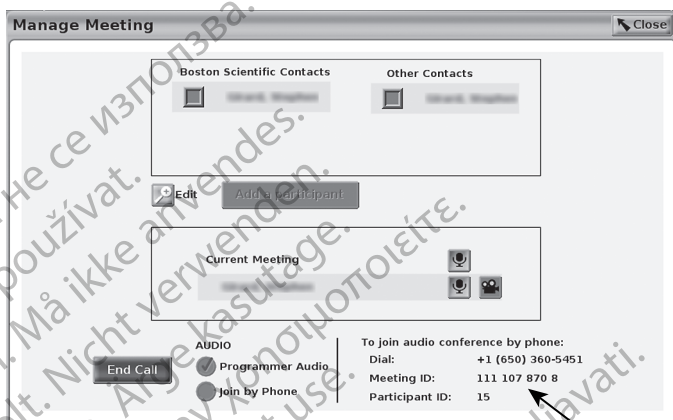 Manage Meeting
Close
Boston Scientific Contacts
Other Contacts
Edit
Add a participant
Current Meeting
AUDIO
Programmer Audio
Join by Phone
End Call
To join audio conference by phone:
Dial: +1 (650) 360-5451
Meeting ID: 111 107 870 8
Participant ID: 15
не се използва.
používat.
Må ikke anvendes.
Nicht verwenden.
Ärge kasutage.
χρησιμοποιείτε.
use.